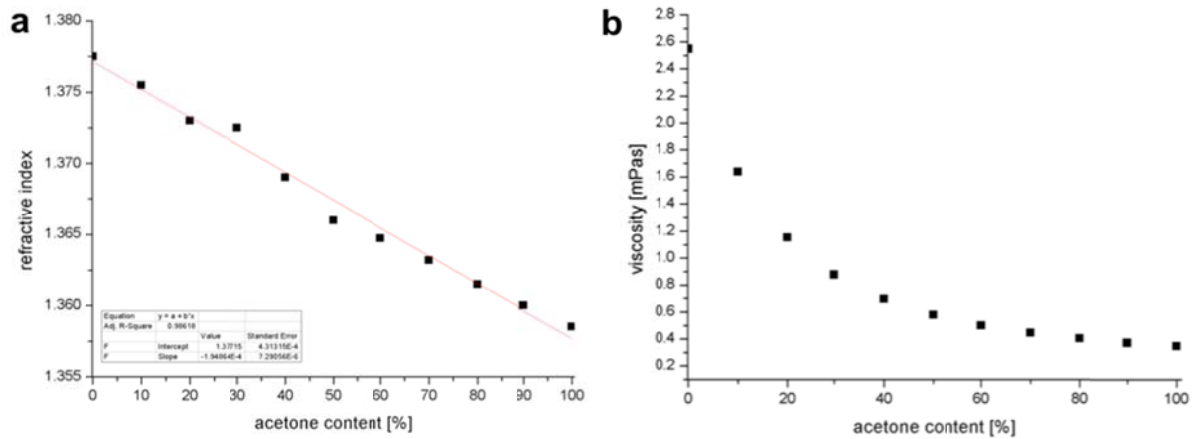 a
1.380
1.375
1.370
1.365
1.360
1.355
refractive index
Equation y = a + b*x
Adj. R-Square 0.98618
Value Standard Error
F Intercept 1.37715 4.31315E-4
F Slope -1.94864E-4 7.29056E-6
0 10 20 30 40 50 60 70 80 90 100
acetone content [%]
b
2.8
2.6
2.4
2.2
2.0
1.8
1.6
1.4
1.2
1.0
0.8
0.6
0.4
0.2
viscosity [mPas]
0 20 40 60 80 100
acetone content [%]